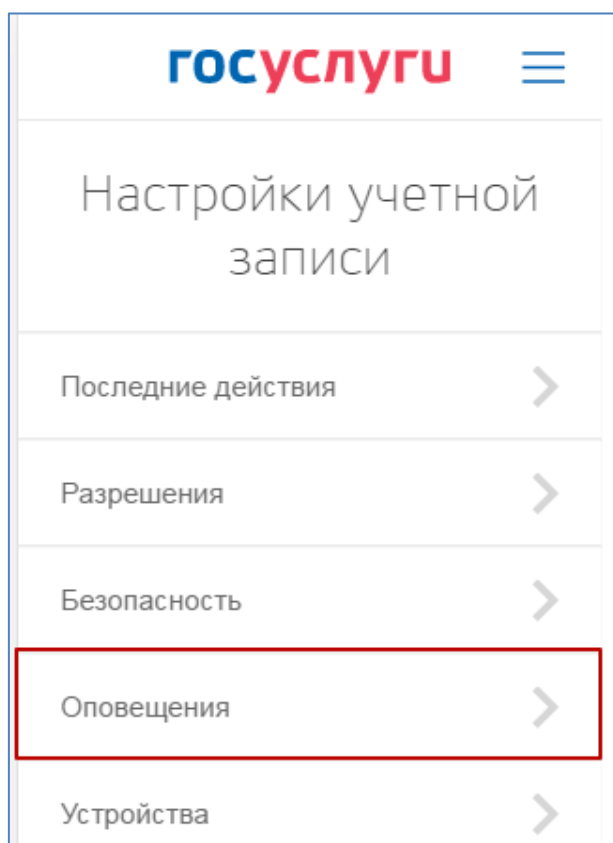 госуслуги
Настройки учетной
записи
Последние действия
Разрешения
Безопасность
Оповещения
Устройства